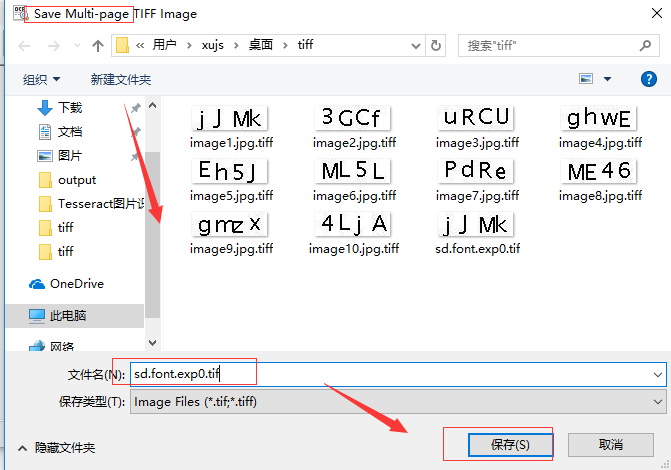 Save Multi-page TIFF Image
« 用户 > xujs > 桌面 > tiff
搜索"tiff"
组织
新建文件夹
下载
文档
图片
output
Tesseract图片识
tiff
tiff
OneDrive
此电脑
网络
jJMk
3GCf
uRCU
ghwE
image1.jpg.tiff
image2.jpg.tiff
image3.jpg.tiff
image4.jpg.tiff
Eh5J
ML5L
PdRe
ME46
image5.jpg.tiff
image6.jpg.tiff
image7.jpg.tiff
image8.jpg.tiff
gmzx
4LjA
jJMk
image9.jpg.tiff
image10.jpg.tiff
sd.font.exp0.tif
文件名(N):
sd.font.exp0.tif
保存类型(T):
Image Files (*.tif;*.tiff)
隐藏文件夹
保存(S)
取消